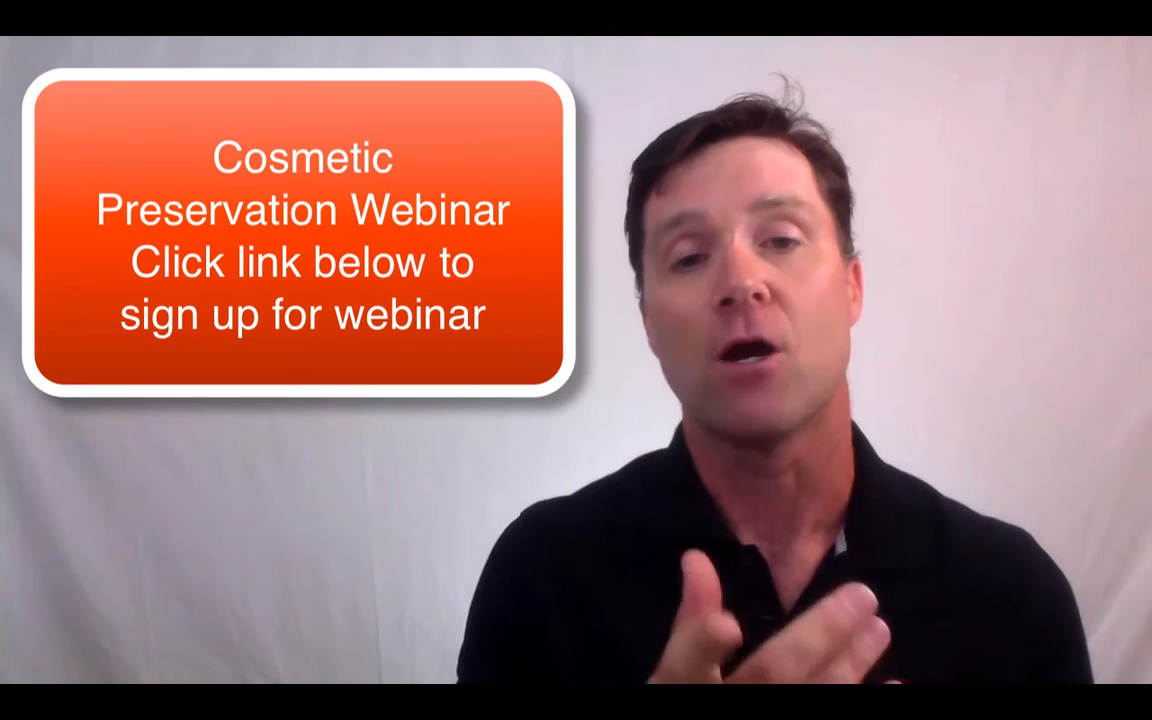 Cosmetic
Preservation Webinar
Click link below to
sign up for webinar